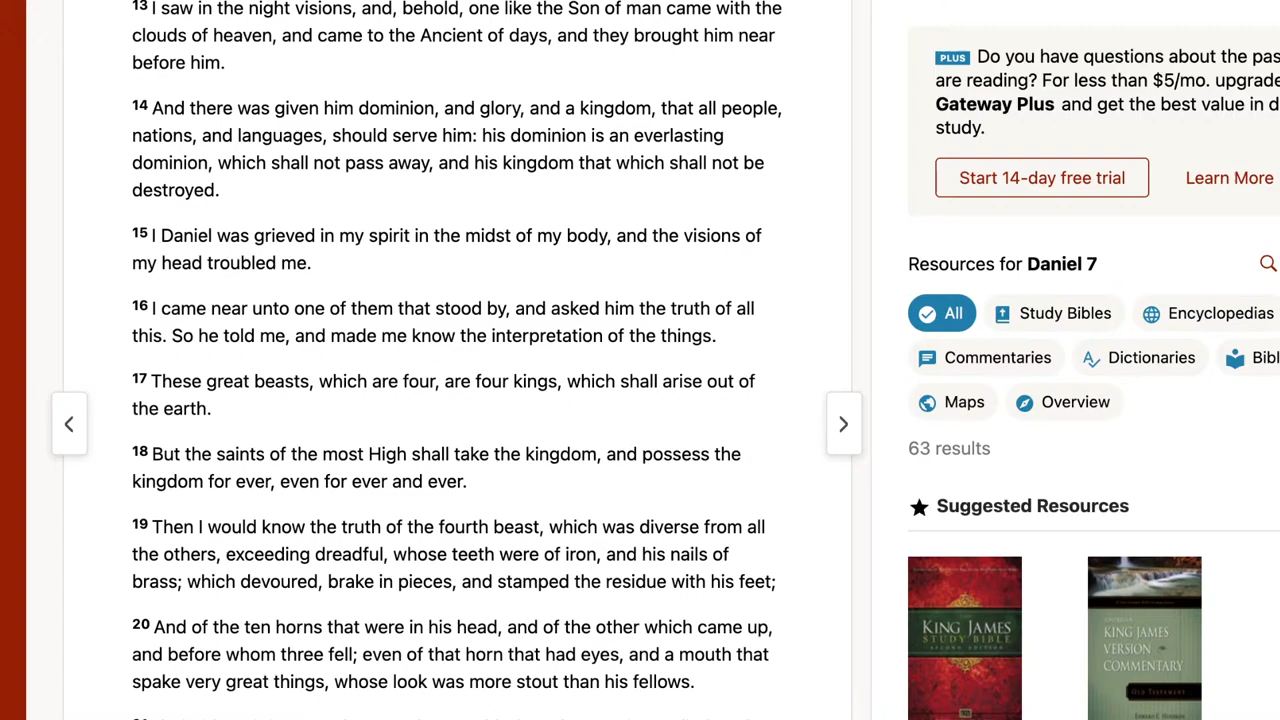 13 I saw in the night visions, and, behold, one like the Son of man came with the
clouds of heaven, and came to the Ancient of days, and they brought him near
before him.
14 And there was given him dominion, and glory, and a kingdom, that all people,
nations, and languages, should serve him: his dominion is an everlasting
dominion, which shall not pass away, and his kingdom that which shall not be
destroyed.
15 I Daniel was grieved in my spirit in the midst of my body, and the visions of
my head troubled me.
16 I came near unto one of them that stood by, and asked him the truth of all
this. So he told me, and made me know the interpretation of the things.
17 These great beasts, which are four, are four kings, which shall arise out of
the earth.
18 But the saints of the most High shall take the kingdom, and possess the
kingdom for ever, even for ever and ever.
19 Then I would know the truth of the fourth beast, which was diverse from all
the others, exceeding dreadful, whose teeth were of iron, and his nails of
brass; which devoured, brake in pieces, and stamped the residue with his feet;
20 And of the ten horns that were in his head, and of the other which came up,
and before whom three fell; even of that horn that had eyes, and a mouth that
spake very great things, whose look was more stout than his fellows.
PLUS Do you have questions about the pas
are reading? For less than $5/mo. upgrade
Gateway Plus and get the best value in d
study.
Start 14-day free trial
Learn More
Resources for Daniel 7
All
Study Bibles
Encyclopedias
Commentaries
Dictionaries
Bibl
Maps
Overview
63 results
Suggested Resources
KING JAMES
STUDY BIBLE
SECOND EDITION
KING JAMES
VERSION
COMMENTARY
OLD TESTAMENT